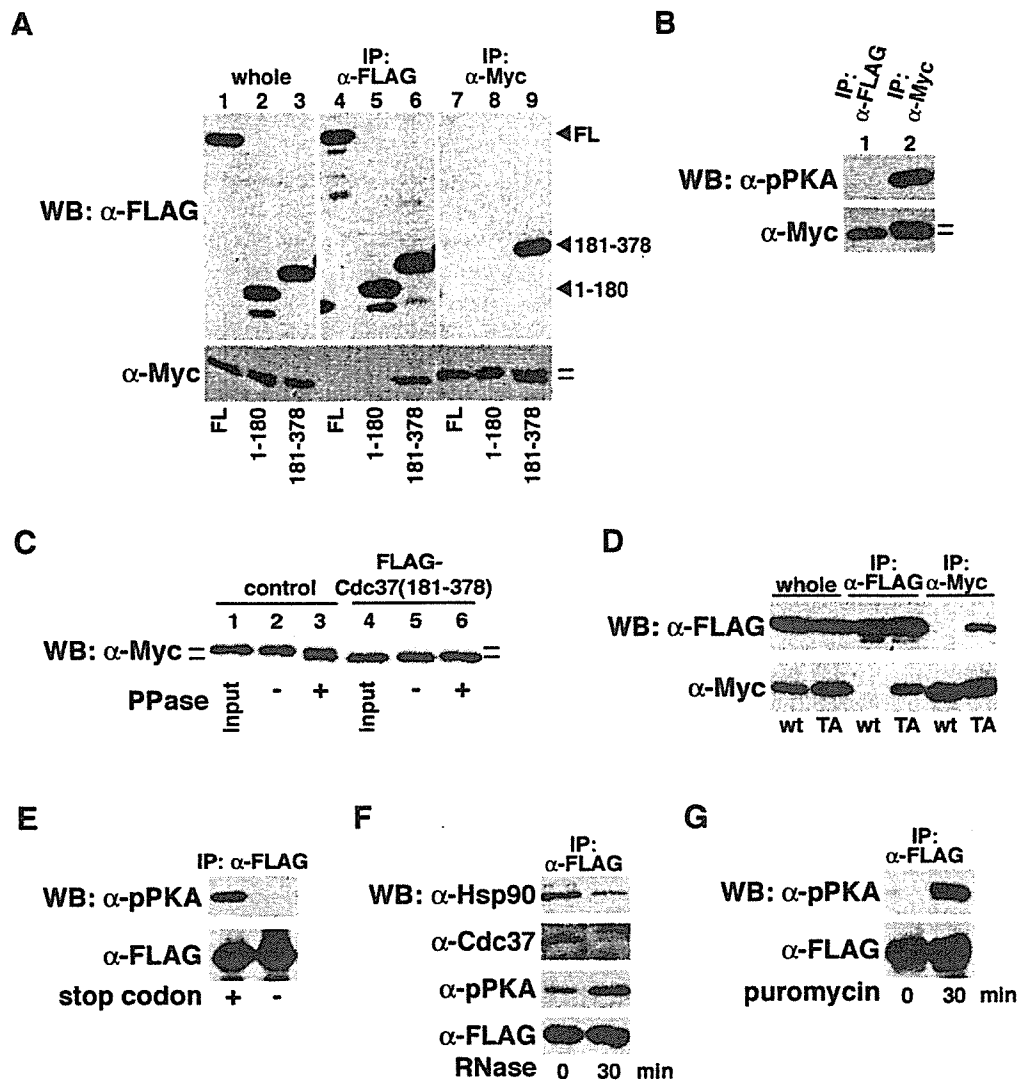 A
whole
IP:
α-FLAG
IP:
α-Myc
1 2 3 4 5 6 7 8 9
WB: α-FLAG
FL
181-378
1-180
α-Myc
FL 1-180 181-378 FL 1-180 181-378 FL 1-180 181-378
B
IP:
α-FLAG
IP:
α-Myc
1 2
WB: α-pPKA
α-Myc
C
control
FLAG-
Cdc37(181-378)
1 2 3 4 5 6
WB: α-Myc
PPase Input - + Input - +
D
whole
IP:
α-FLAG
IP:
α-Myc
WB: α-FLAG
α-Myc
wt TA wt TA wt TA
E
IP: α-FLAG
WB: α-pPKA
α-FLAG
stop codon + -
F
IP:
α-FLAG
WB: α-Hsp90
α-Cdc37
α-pPKA
α-FLAG
RNase 0 30 min
G
IP:
α-FLAG
WB: α-pPKA
α-FLAG
puromycin 0 30 min